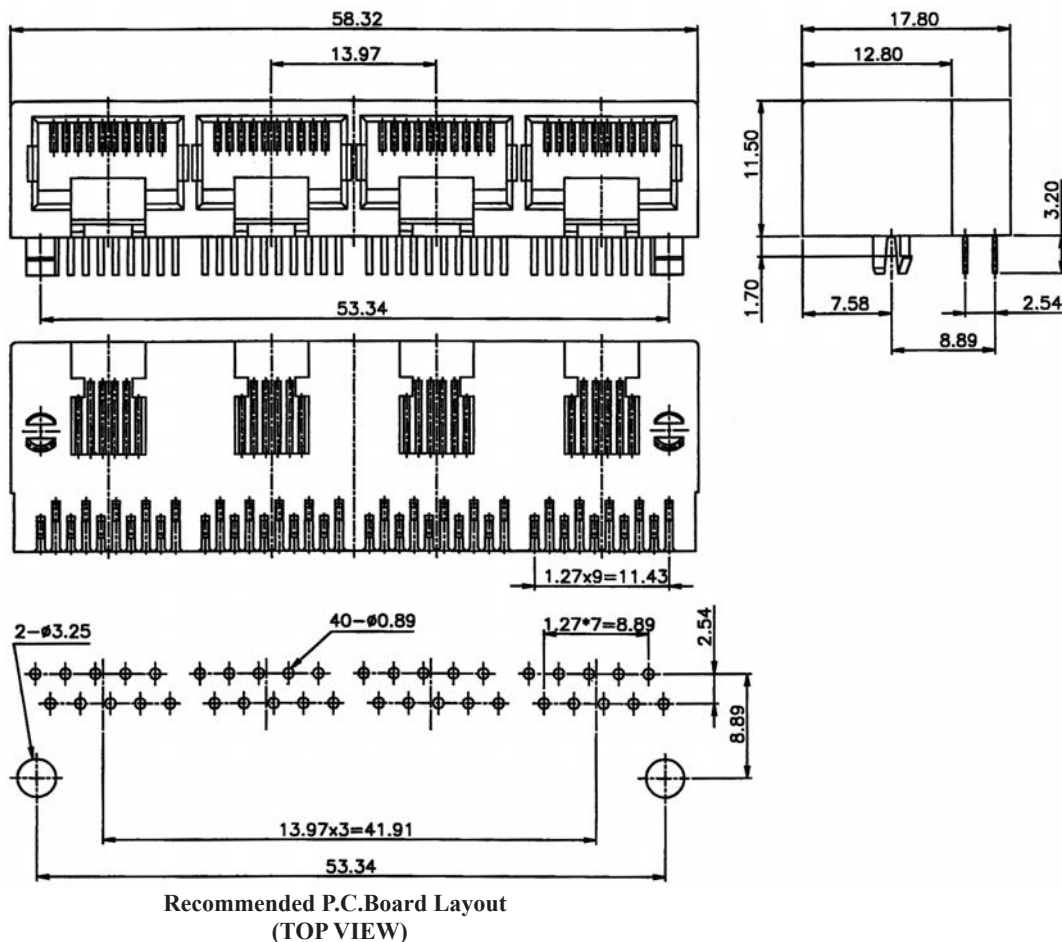 58.32
13.97
17.80
12.80
11.50
3.20
1.70
7.58
2.54
8.89
53.34
1.27x9=11.43
2-ø3.25
40-ø0.89
1.27*7=8.89
2.54
8.89
13.97x3=41.91
53.34
Recommended P.C.Board Layout
(TOP VIEW)